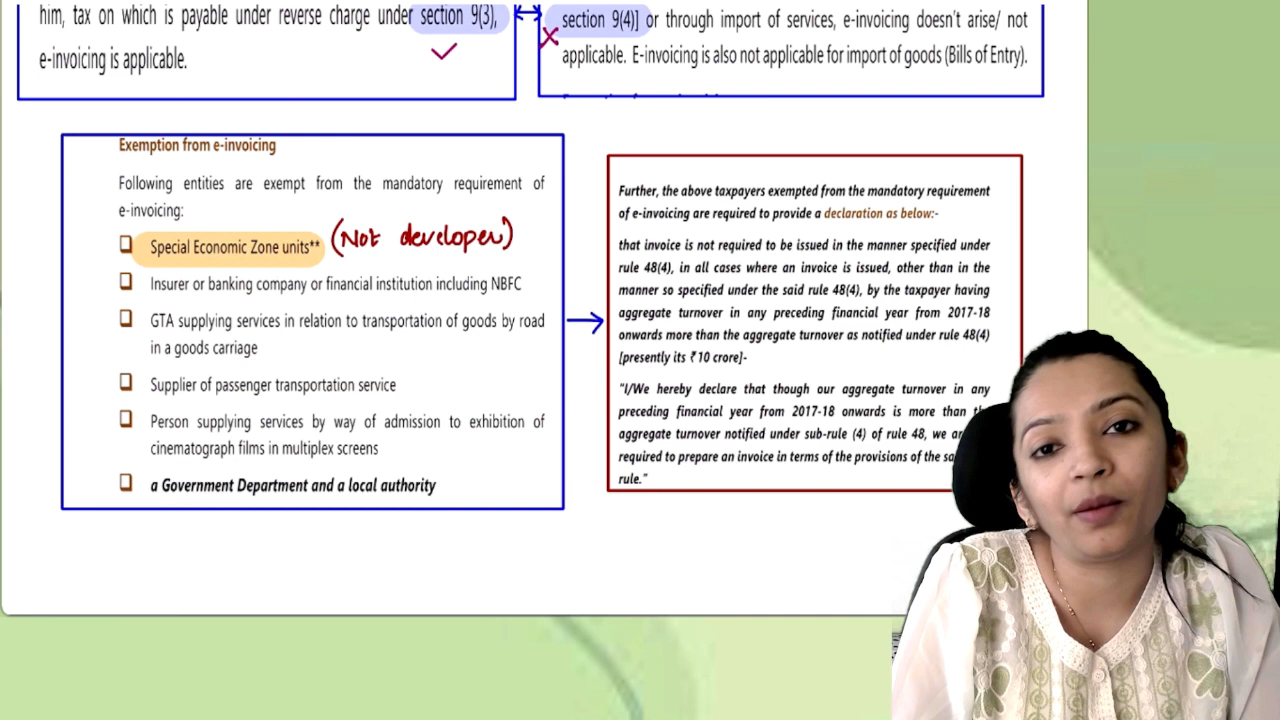 him, tax on which is payable under reverse charge under section 9(3),
e-invoicing is applicable.
section 9(4)] or through import of services, e-invoicing doesn't arise/ not
applicable. E-invoicing is also not applicable for import of goods (Bills of Entry).
Exemption from e-invoicing
Following entities are exempt from the mandatory requirement of
e-invoicing:
Special Economic Zone units** (Not developer)
Insurer or banking company or financial institution including NBFC
GTA supplying services in relation to transportation of goods by road
in a goods carriage
Supplier of passenger transportation service
Person supplying services by way of admission to exhibition of
cinematograph films in multiplex screens
a Government Department and a local authority
Further, the above taxpayers exempted from the mandatory requirement
of e-invoicing are required to provide a declaration as below:-
that invoice is not required to be issued in the manner specified under
rule 48(4), in all cases where an invoice is issued, other than in the
manner so specified under the said rule 48(4), by the taxpayer having
aggregate turnover in any preceding financial year from 2017-18
onwards more than the aggregate turnover as notified under rule 48(4)
[presently its ₹10 crore]-
"I/We hereby declare that though our aggregate turnover in any
preceding financial year from 2017-18 onwards is more than
aggregate turnover notified under sub-rule (4) of rule 48, we
required to prepare an invoice in terms of the provisions of the
rule."